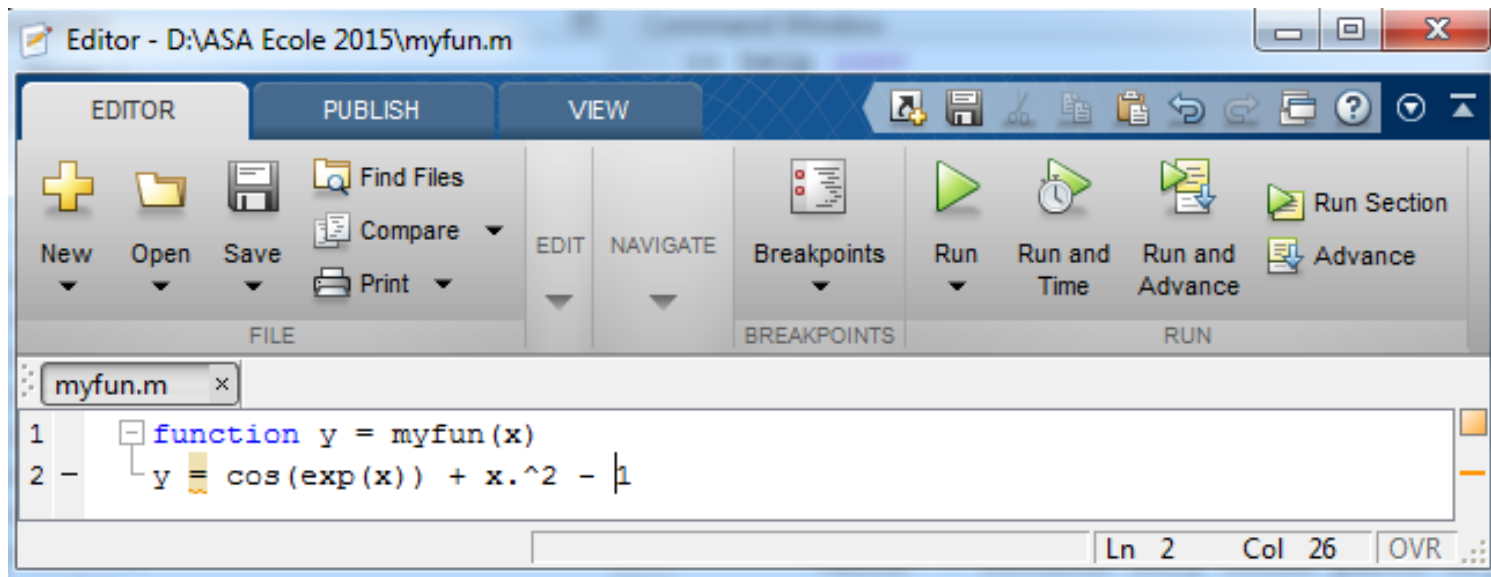 Editor - D:\ASA Ecole 2015\myfun.m
EDITOR PUBLISH VIEW
New Open Save Find Files Compare Print
FILE
EDIT NAVIGATE
Breakpoints
BREAKPOINTS
Run Run and Time Run and Advance Run Section Advance
RUN
myfun.m
1 function y = myfun(x)
2 y = cos(exp(x)) + x.^2 - 1
Ln 2 Col 26 OVR